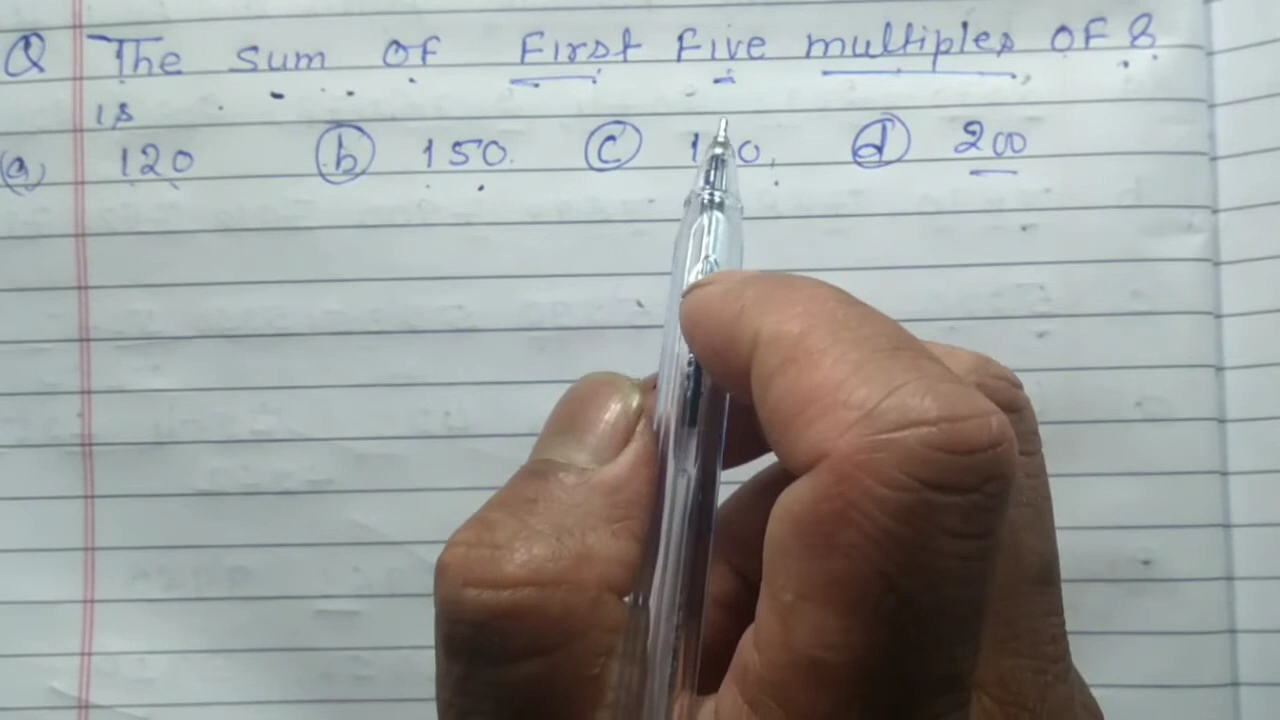 Q The sum of First Five multiples of 8
is
(a) 120 (b) 150. (c) (d) 200